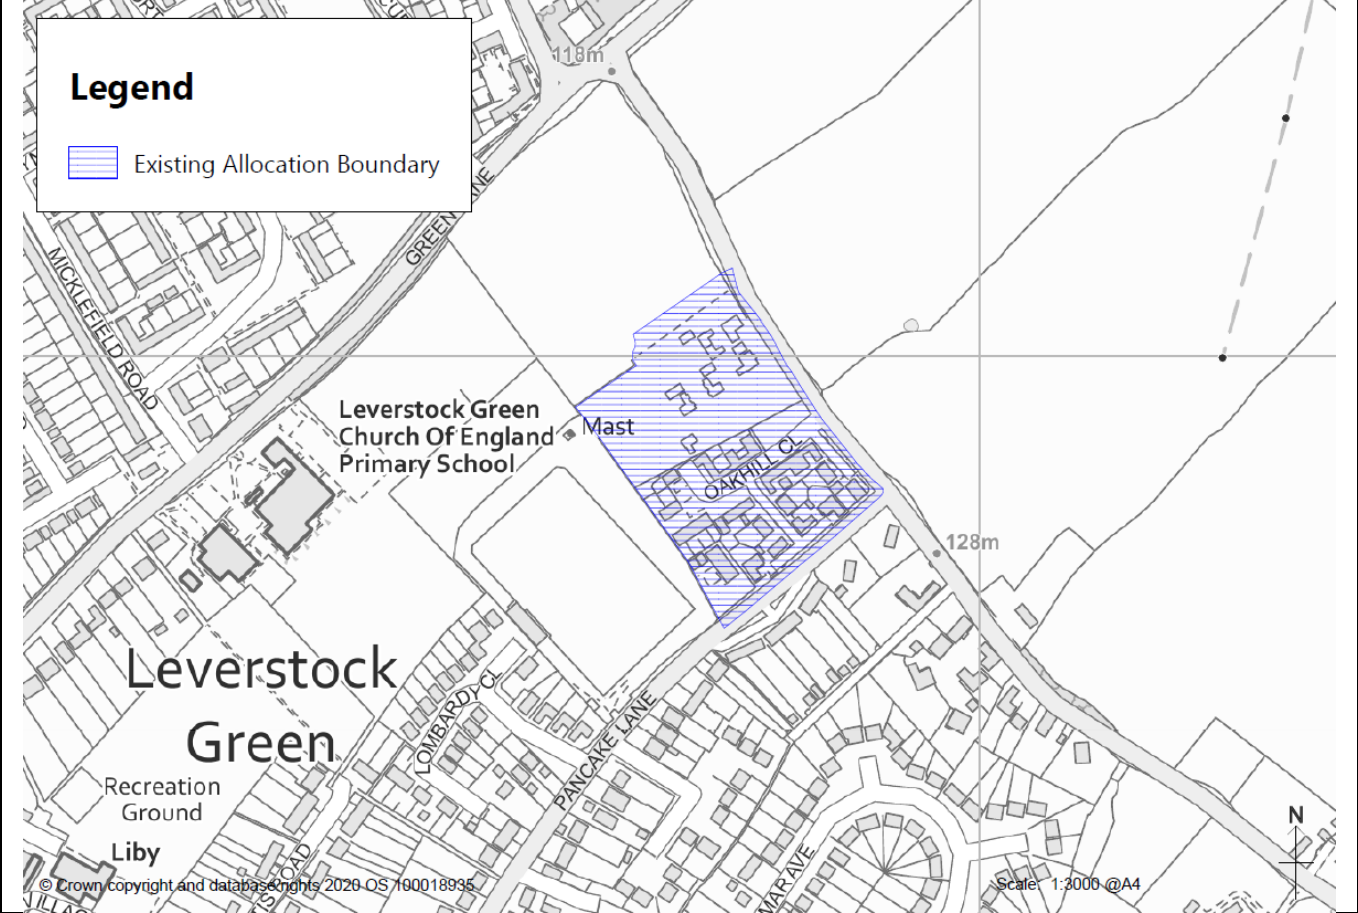 118m
Legend
Existing Allocation Boundary
GREEN LANE
MICKLEFIELD ROAD
Leverstock Green
Church Of England
Primary School
Mast
OAKHILL CL
128m
Leverstock
Green
LOMBARDY CL
PANCAKE LANE
Recreation
Ground
Liby
ROAD
AVE
N
© Crown copyright and database rights 2020 OS 100018935
Scale: 1:3000 @A4